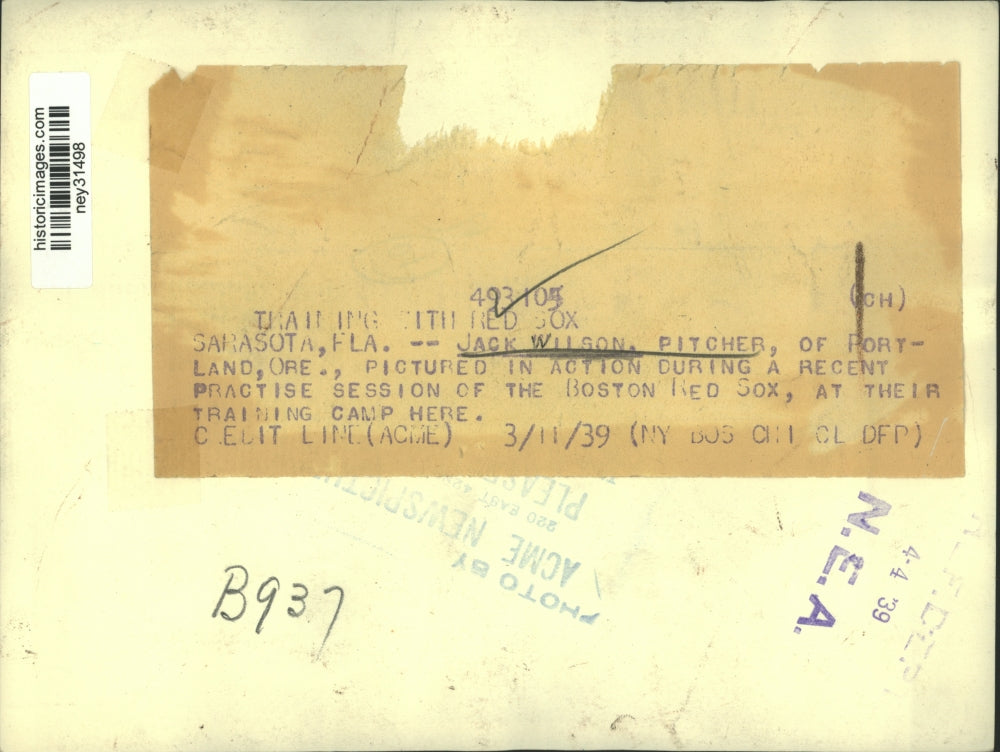 historicimages.com
ney31498
(CH)
TRAINING WITH RED SOX
SARASOTA, FLA. -- JACK WILSON, PITCHER, OF PORT-
LAND, ORE., PICTURED IN ACTION DURING A RECENT
PRACTISE SESSION OF THE BOSTON RED SOX, AT THEIR
TRAINING CAMP HERE.
CREDIT LINE (ACME) 3/11/39 (NY BOS CHI CL DFP)
PHOTO BY
ACME NEWSPICTU
220 EAST 42
PLEASE
N.E.A.
4-4 '39
B937